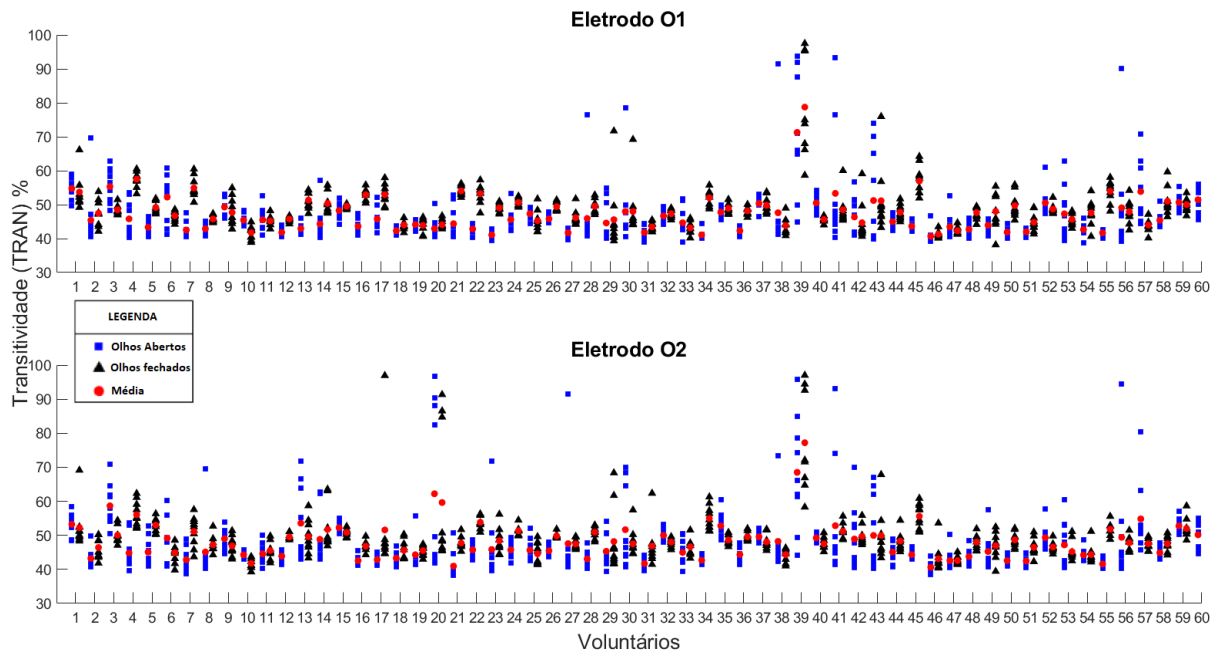 Eletrodo O1
Transitividade (TRAN) %
100
90
80
70
60
50
40
30
1 2 3 4 5 6 7 8 9 10 11 12 13 14 15 16 17 18 19 20 21 22 23 24 25 26 27 28 29 30 31 32 33 34 35 36 37 38 39 40 41 42 43 44 45 46 47 48 49 50 51 52 53 54 55 56 57 58 59 60
LEGENDA
Olhos Abertos
Olhos fechados
Média
Eletrodo O2
100
90
80
70
60
50
40
30
1 2 3 4 5 6 7 8 9 10 11 12 13 14 15 16 17 18 19 20 21 22 23 24 25 26 27 28 29 30 31 32 33 34 35 36 37 38 39 40 41 42 43 44 45 46 47 48 49 50 51 52 53 54 55 56 57 58 59 60
Voluntários